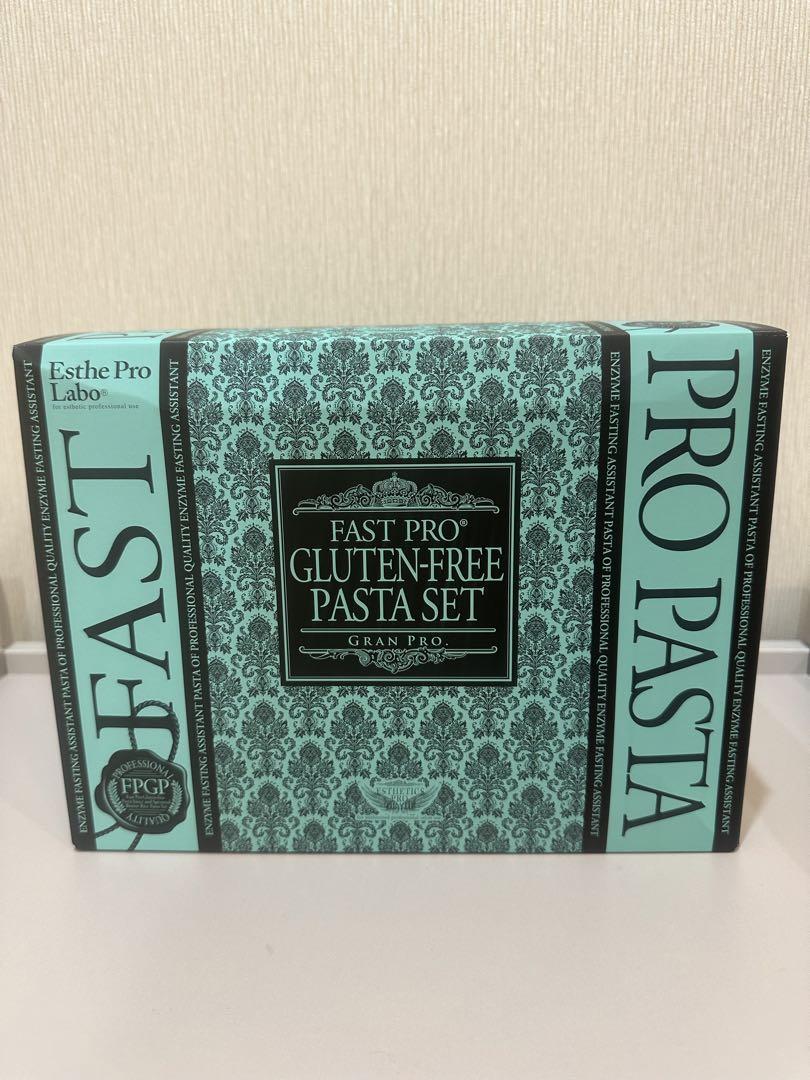 Esthe Pro
Labo®
for esthetic professional use
FAST
ENZYME FASTING ASSISTANT PASTA OF PROFESSIONAL QUALITY ENZYME FASTING ASSISTANT
ENZYME FASTING ASSISTANT PASTA OF PROFESSIONAL QUALITY ENZYME FASTING ASSISTANT
PROFESSIONAL
FPGP
QUALITY
FAST PRO®
GLUTEN-FREE
PASTA SET
GRAN PRO.
ESTHETICS
PRO
LABO
ENZYME FASTING ASSISTANT PASTA OF PROFESSIONAL QUALITY ENZYME FASTING ASSISTANT
PRO PASTA
ENZYME FASTING ASSISTANT PASTA OF PROFESSIONAL QUALITY ENZYME FASTING ASSISTANT